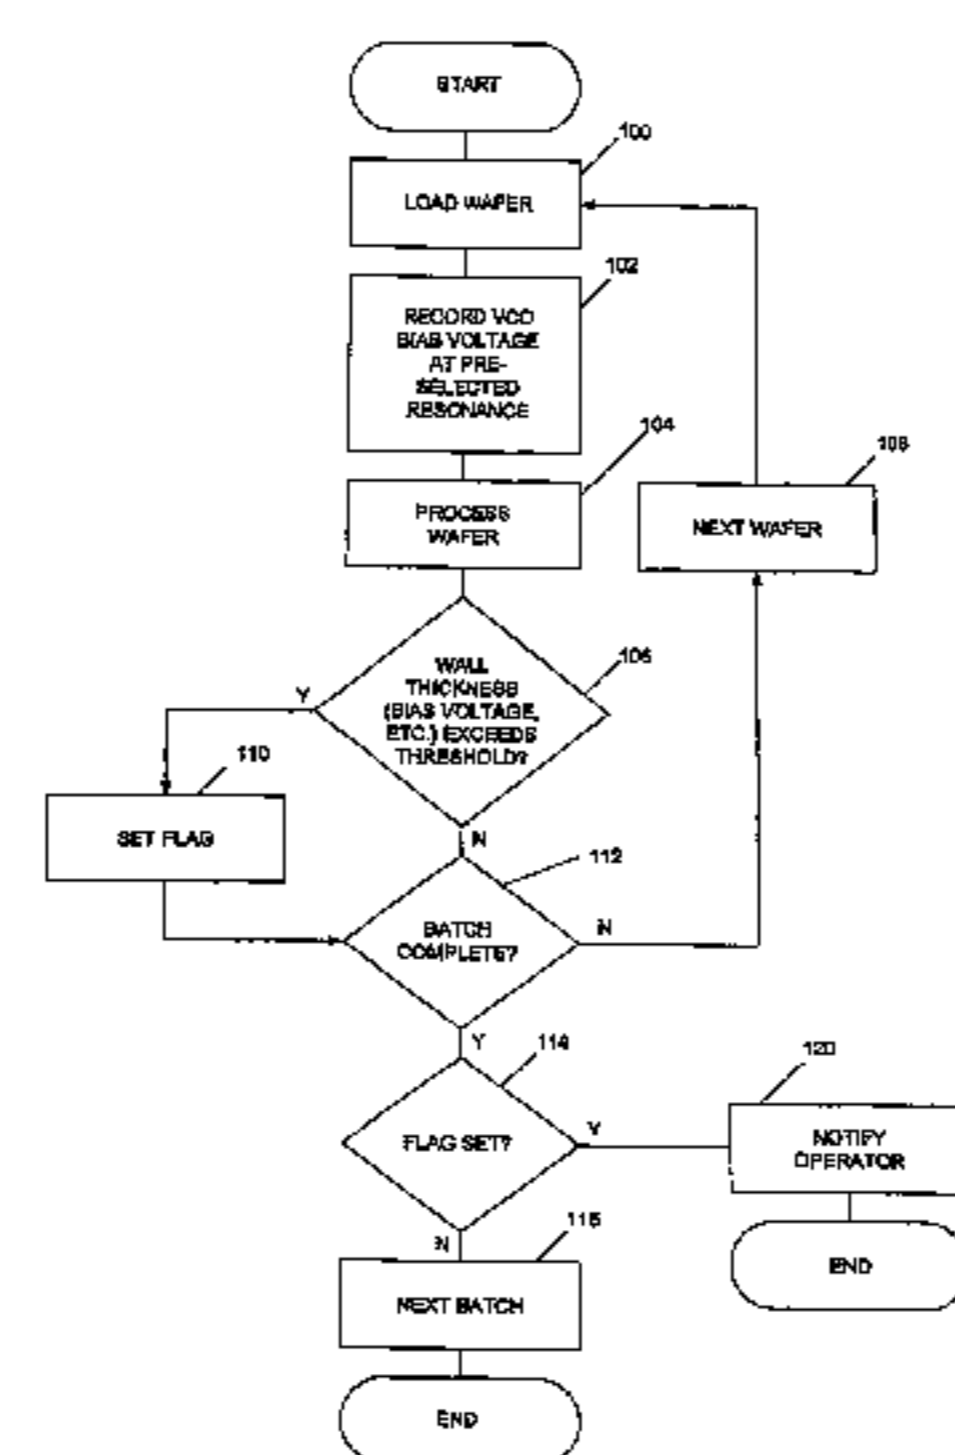 START
100
LOAD WAFER
102
RECORD VCO
BIAS VOLTAGE
AT PRE-
SELECTED
RESONANCE
104
PROCESS
WAFER
108
NEXT WAFER
106
WALL
THICKNESS
(BIAS VOLTAGE,
ETC.) EXCEEDS
THRESHOLD?
Y
110
SET FLAG
N
112
BATCH
COMPLETE?
N
Y
114
FLAG SET?
Y
120
NOTIFY
OPERATOR
END
N
116
NEXT BATCH
END